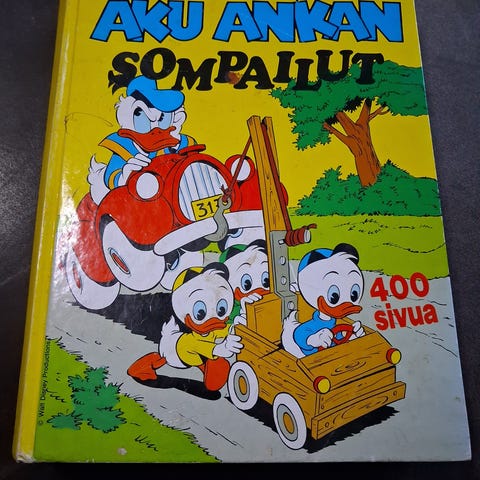 AKU ANKAN
SOMPAILUT
313
400
sivua
© Walt Disney Productions